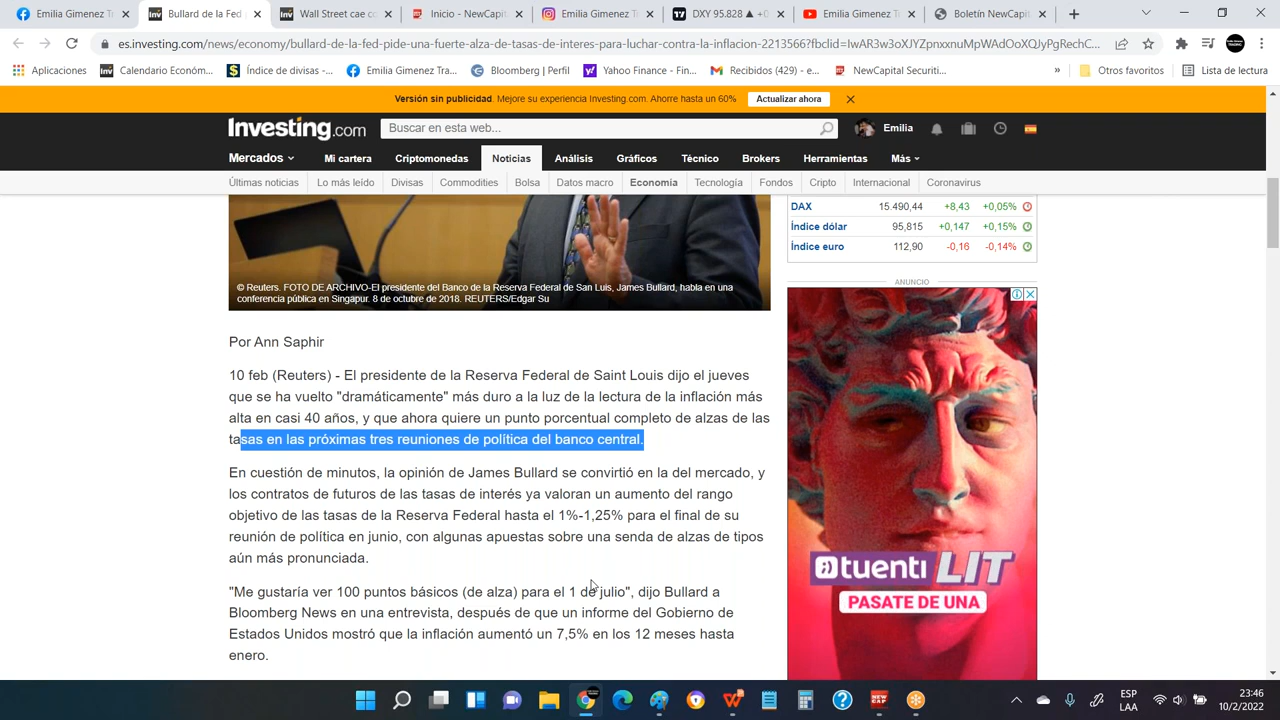 Emilia Gimenez Tr
Bullard de la Fed p
Wall Street cae co
Inicio - NewCapit
Emilia Gimenez Tr
DXY 95.828 ▲ +0
Emilia Gimenez Tr
Boletín NewCapit
es.investing.com/news/economy/bullard-de-la-fed-pide-una-fuerte-alza-de-tasas-de-interes-para-luchar-contra-la-inflacion-2213566?fbclid=
Aplicaciones
Calendario Económ...
Índice de divisas -...
Emilia Gimenez Tra...
Bloomberg | Perfil
Yahoo Finance - Fin...
Recibidos (429) - e...
NewCapital Securiti...
»
Otros favoritos
Lista de lectura
Versión sin publicidad. Mejore su experiencia Investing.com. Ahorre hasta un 60%
Actualizar ahora
Investing.com
Buscar en esta web...
Emilia
Mercados
Mi cartera
Criptomonedas
Noticias
Análisis
Gráficos
Técnico
Brokers
Herramientas
Más
Últimas noticias
Lo más leído
Divisas
Commodities
Bolsa
Datos macro
Economía
Tecnología
Fondos
Cripto
Internacional
Coronavirus
DAX 15.490,44 +8,43 +0,05%
Índice dólar 95,815 +0,147 +0,15%
Índice euro 112,90 -0,16 -0,14%
© Reuters. FOTO DE ARCHIVO-El presidente del Banco de la Reserva Federal de San Luis, James Bullard, habla en una
conferencia pública en Singapur. 8 de octubre de 2018. REUTERS/Edgar Su
ANUNCIO
Por Ann Saphir
10 feb (Reuters) - El presidente de la Reserva Federal de Saint Louis dijo el jueves
que se ha vuelto "dramáticamente" más duro a la luz de la lectura de la inflación más
alta en casi 40 años, y que ahora quiere un punto porcentual completo de alzas de las
tasas en las próximas tres reuniones de política del banco central.
En cuestión de minutos, la opinión de James Bullard se convirtió en la del mercado, y
los contratos de futuros de las tasas de interés ya valoran un aumento del rango
objetivo de las tasas de la Reserva Federal hasta el 1%-1,25% para el final de su
reunión de política en junio, con algunas apuestas sobre una senda de alzas de tipos
aún más pronunciada.
"Me gustaría ver 100 puntos básicos (de alza) para el 1 de julio", dijo Bullard a
Bloomberg News en una entrevista, después de que un informe del Gobierno de
Estados Unidos mostró que la inflación aumentó un 7,5% en los 12 meses hasta
enero.
tuenti LIT
PASATE DE UNA
NEW
CAP
ESP
LAA
23:46
10/2/2022